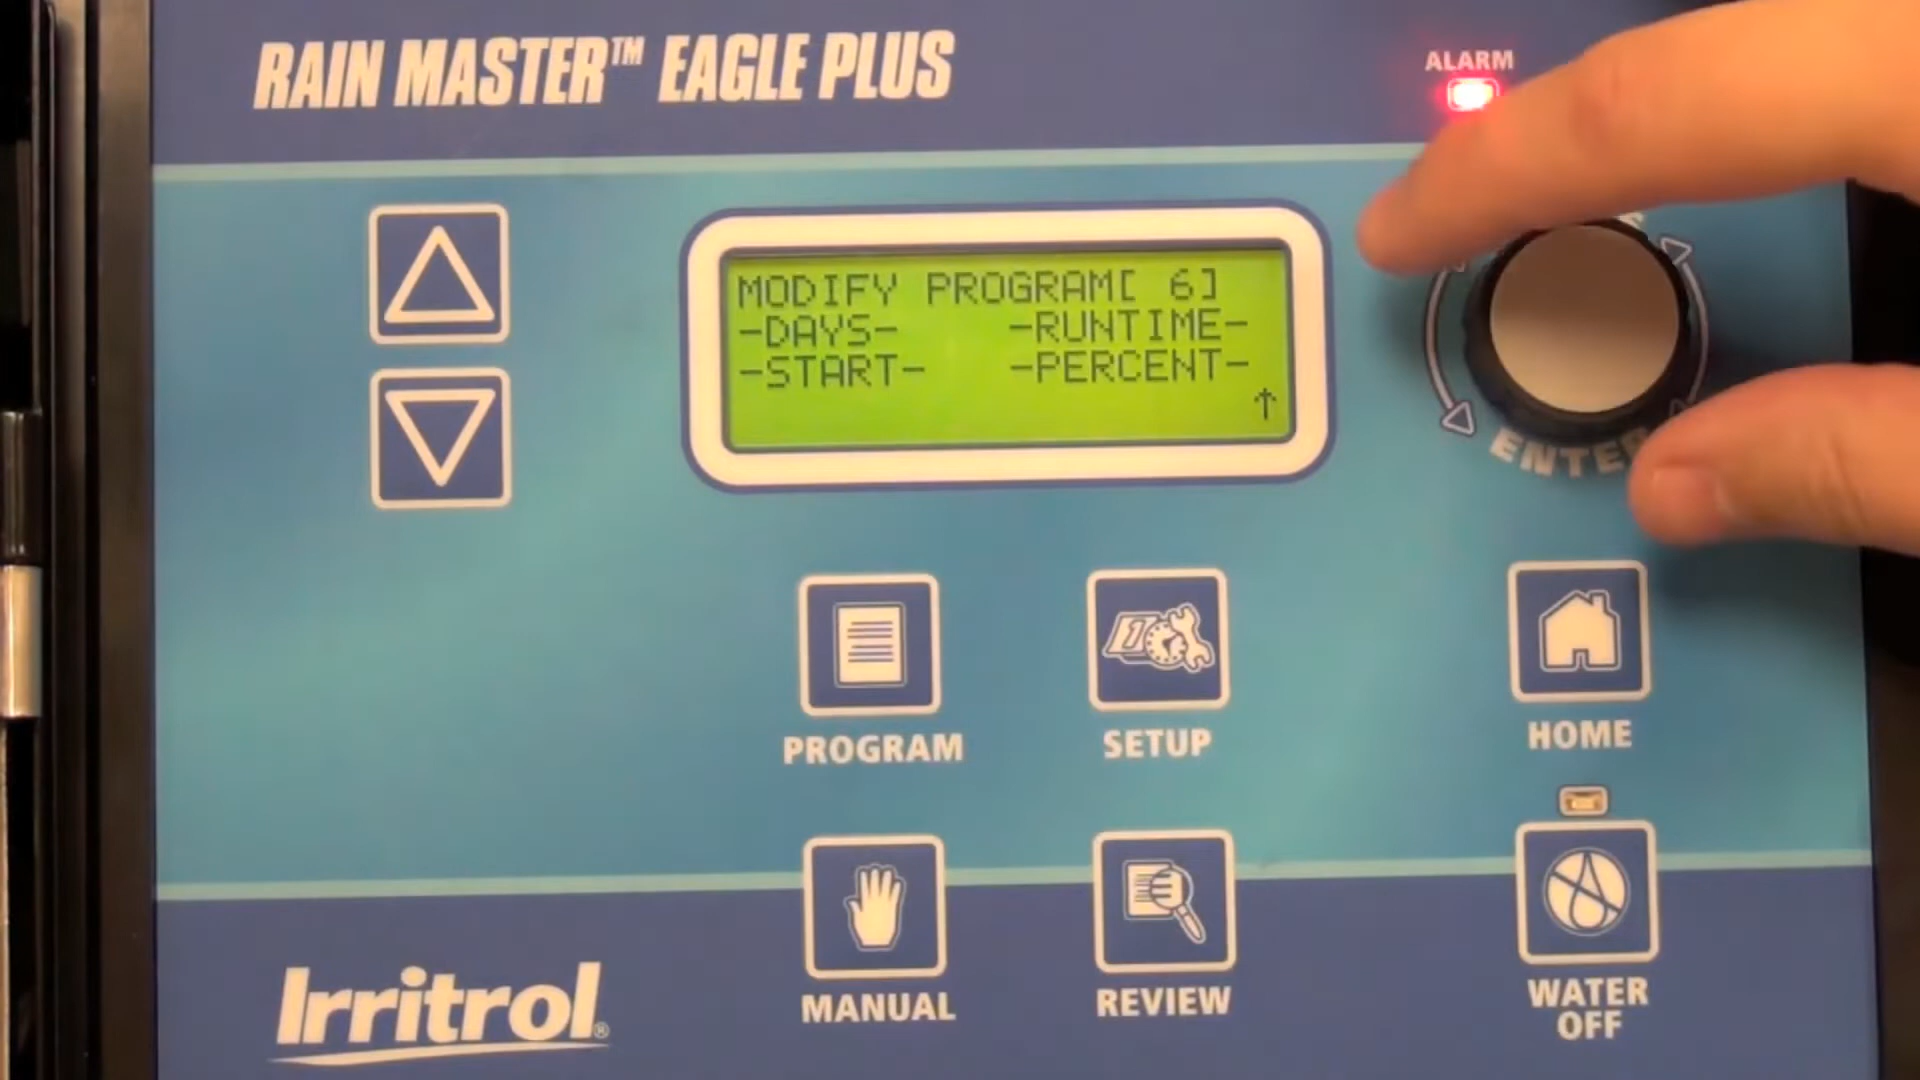 RAIN MASTER™ EAGLE PLUS
ALARM
MODIFY PROGRAM[ 6]
-DAYS- -RUNTIME-
-START- -PERCENT-
↑
ENTER
PROGRAM
SETUP
HOME
MANUAL
REVIEW
WATER
OFF
Irritrol®